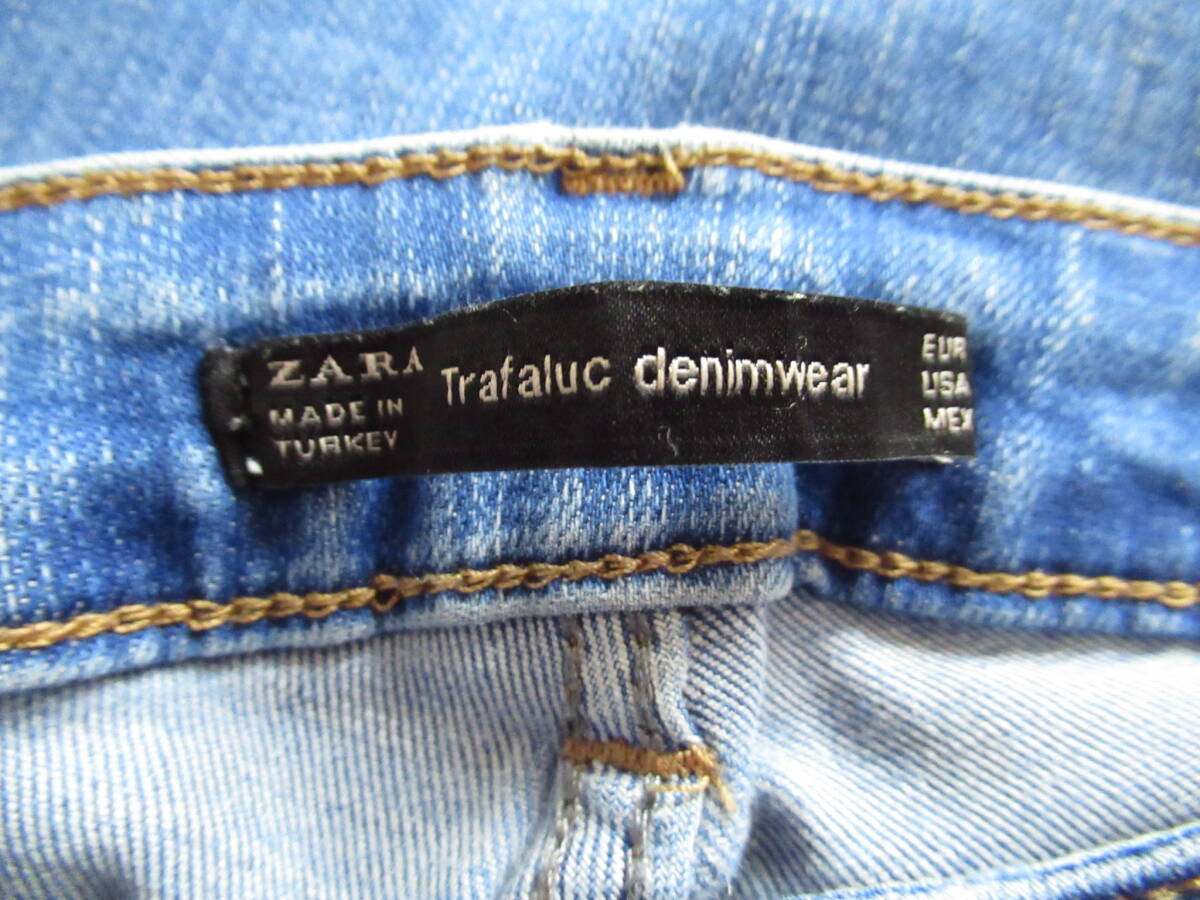 ZARA
MADE IN
TURKEY
Trafaluc denimwear
EUR
USA
MEX